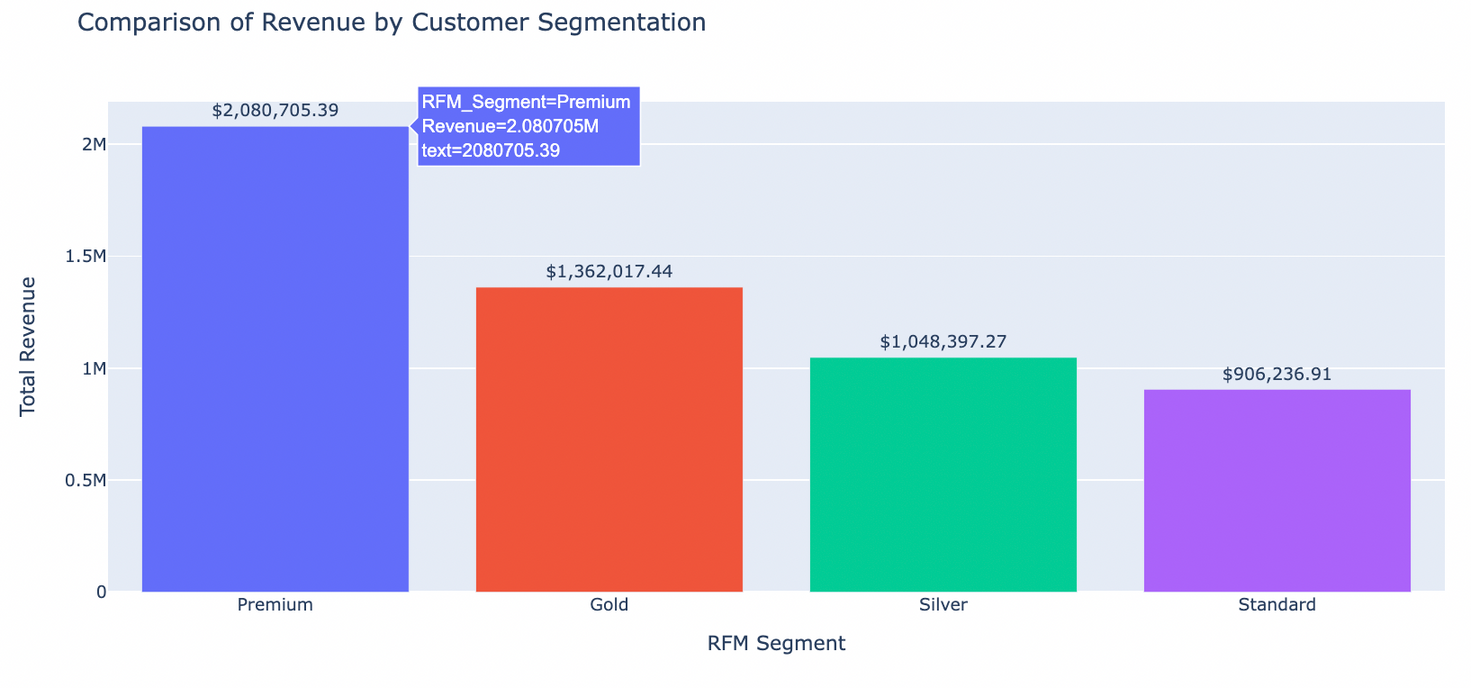 Comparison of Revenue by Customer Segmentation
$2,080,705.39
RFM_Segment=Premium
Revenue=2.080705M
text=2080705.39
2M
1.5M
$1,362,017.44
$1,048,397.27
1M
$906,236.91
0.5M
0
Total Revenue
Premium
Gold
Silver
Standard
RFM Segment